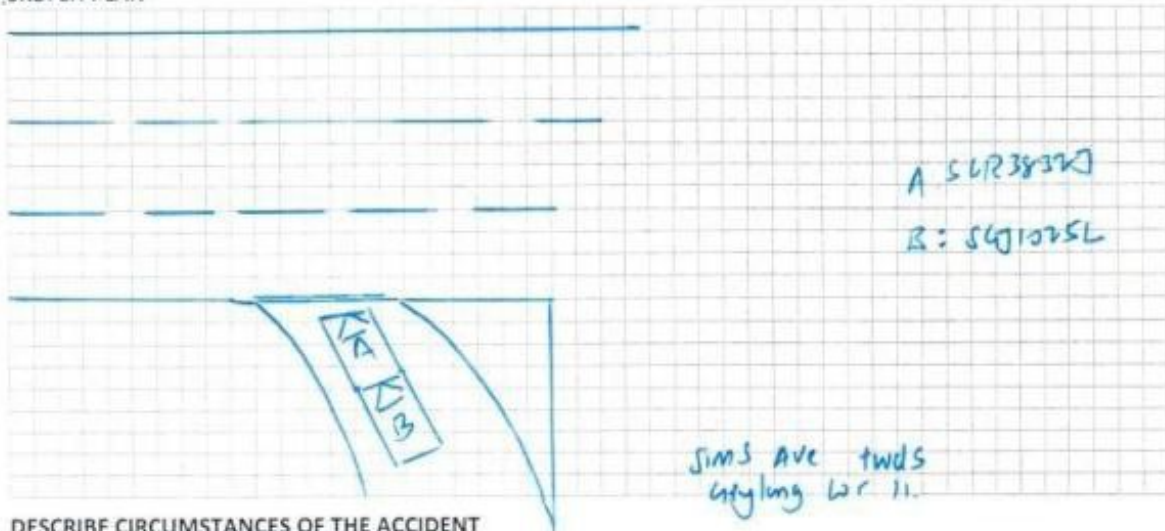 SKETCH PLAN
A SLR3832J
B: SGJ1025L
A
B
Sims Ave twds
Geylang Lor 11.
DESCRIBE CIRCUMSTANCES OF THE ACCIDENT